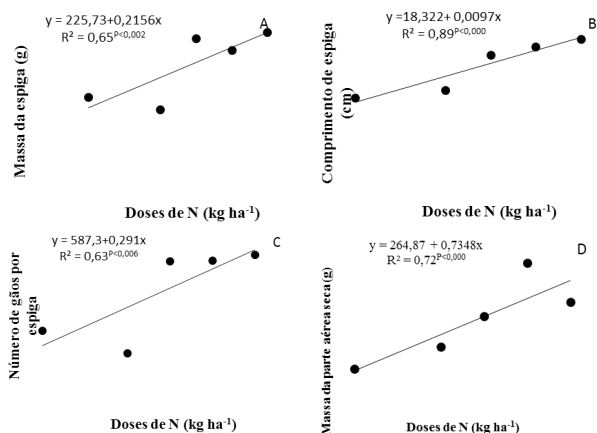 y = 225,73+0,2156x
R² = 0,65P<0,002
A
Massa da espiga (g)
Doses de N (kg ha⁻¹)
y =18,322+ 0,0097x
R² = 0,89P<0,000
B
Comprimento de espiga
(cm)
Doses de N (kg ha⁻¹)
y = 587,3+0,291x
R² = 0,63P<0,006
C
Número de gãos por
espiga
Doses de N (kg ha⁻¹)
y = 264,87 + 0,7348x
R² = 0,72P<0,000
D
Massa da parte aérea seca (g)
Doses de N (kg ha⁻¹)